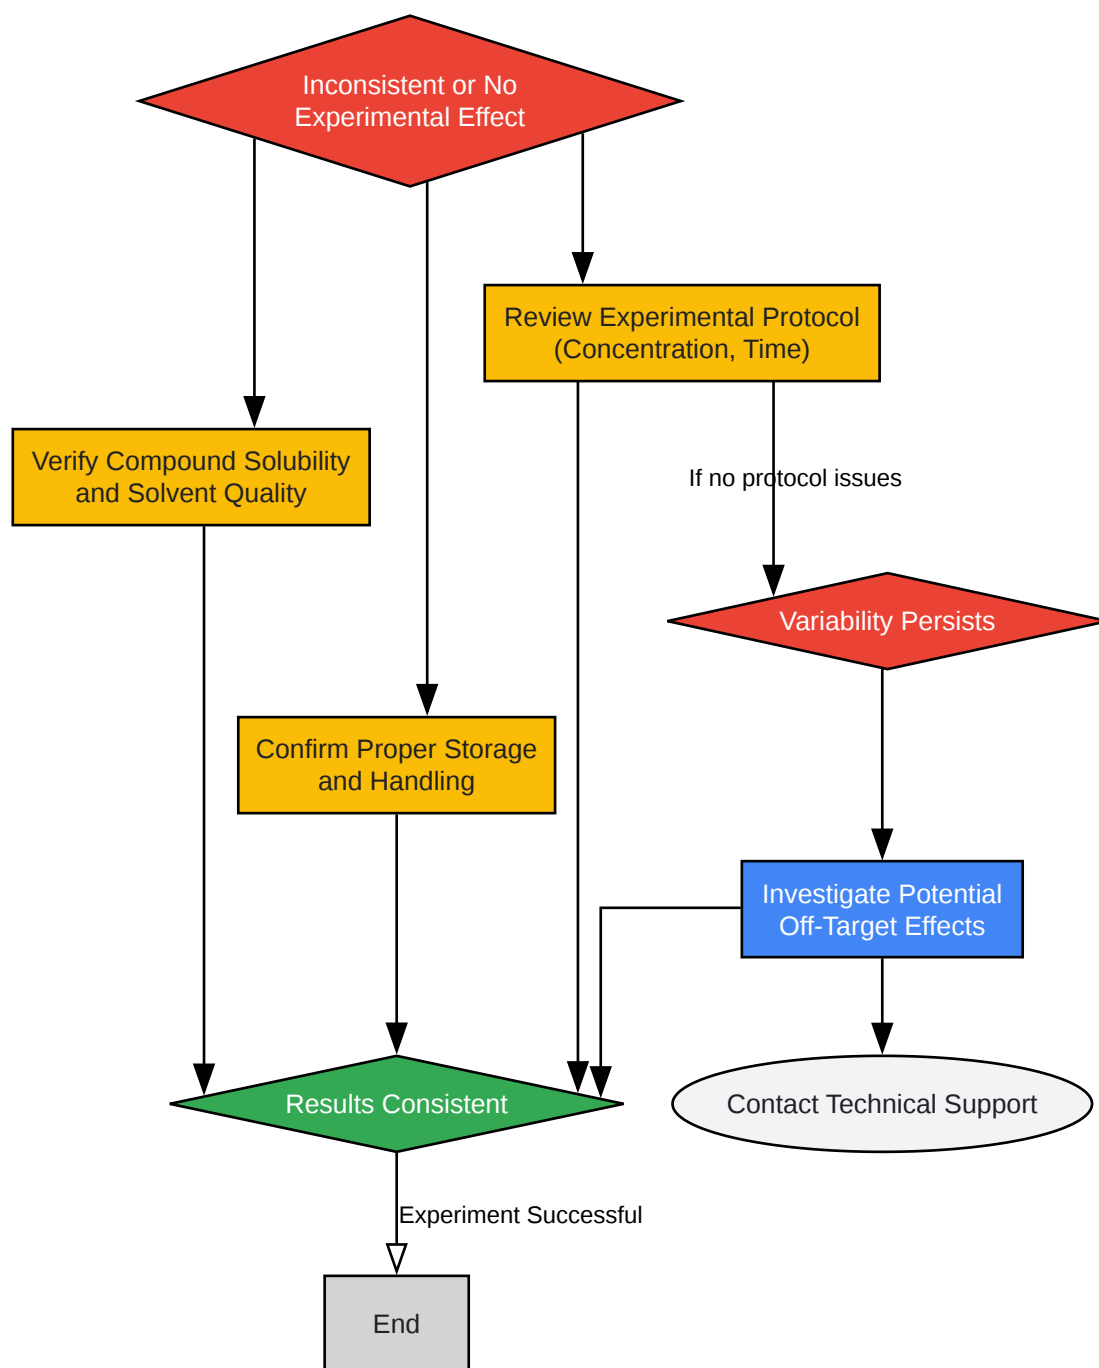 Inconsistent or No
Experimental Effect
Review Experimental Protocol
(Concentration, Time)
Verify Compound Solubility
and Solvent Quality
If no protocol issues
Variability Persists
Confirm Proper Storage
and Handling
Investigate Potential
Off-Target Effects
Results Consistent
Contact Technical Support
Experiment Successful
End